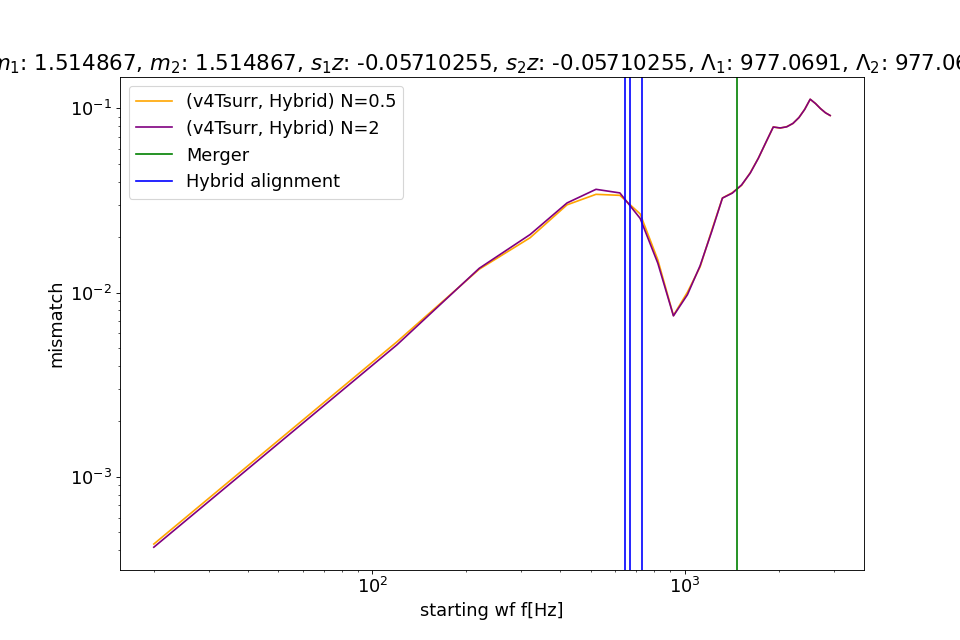 m₁: 1.514867, m₂: 1.514867, s₁z: -0.05710255, s₂z: -0.05710255, Λ₁: 977.0691, Λ₂: 977.06
(v4Tsurr, Hybrid) N=0.5
(v4Tsurr, Hybrid) N=2
Merger
Hybrid alignment
10⁻¹
10⁻²
10⁻³
mismatch
10² 10³
starting wf f[Hz]